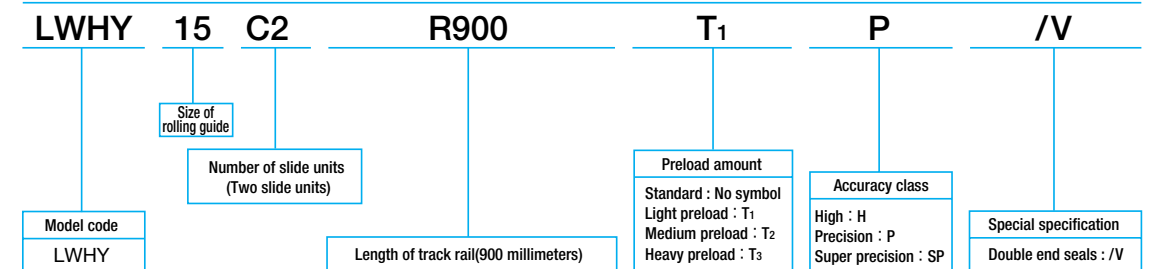 LWHY 15 C2 R900 T1 P /V
Size of
rolling guide
Number of slide units
(Two slide units)
Model code
LWHY
Length of track rail(900 millimeters)
Preload amount
Standard : No symbol
Light preload : T1
Medium preload : T2
Heavy preload : T3
Accuracy class
High : H
Precision : P
Super precision : SP
Special specification
Double end seals : /V